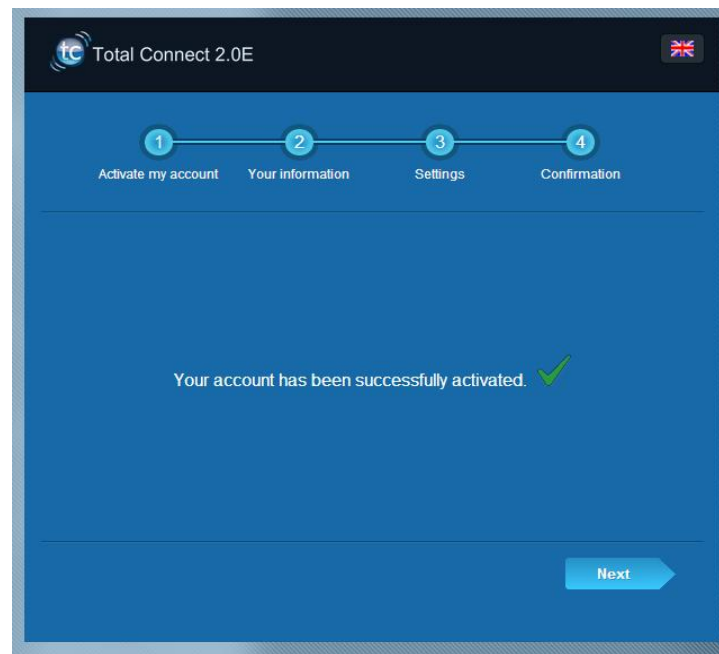 tc Total Connect 2.0E
1 2 3 4
Activate my account Your information Settings Confirmation
Your account has been successfully activated.
Next